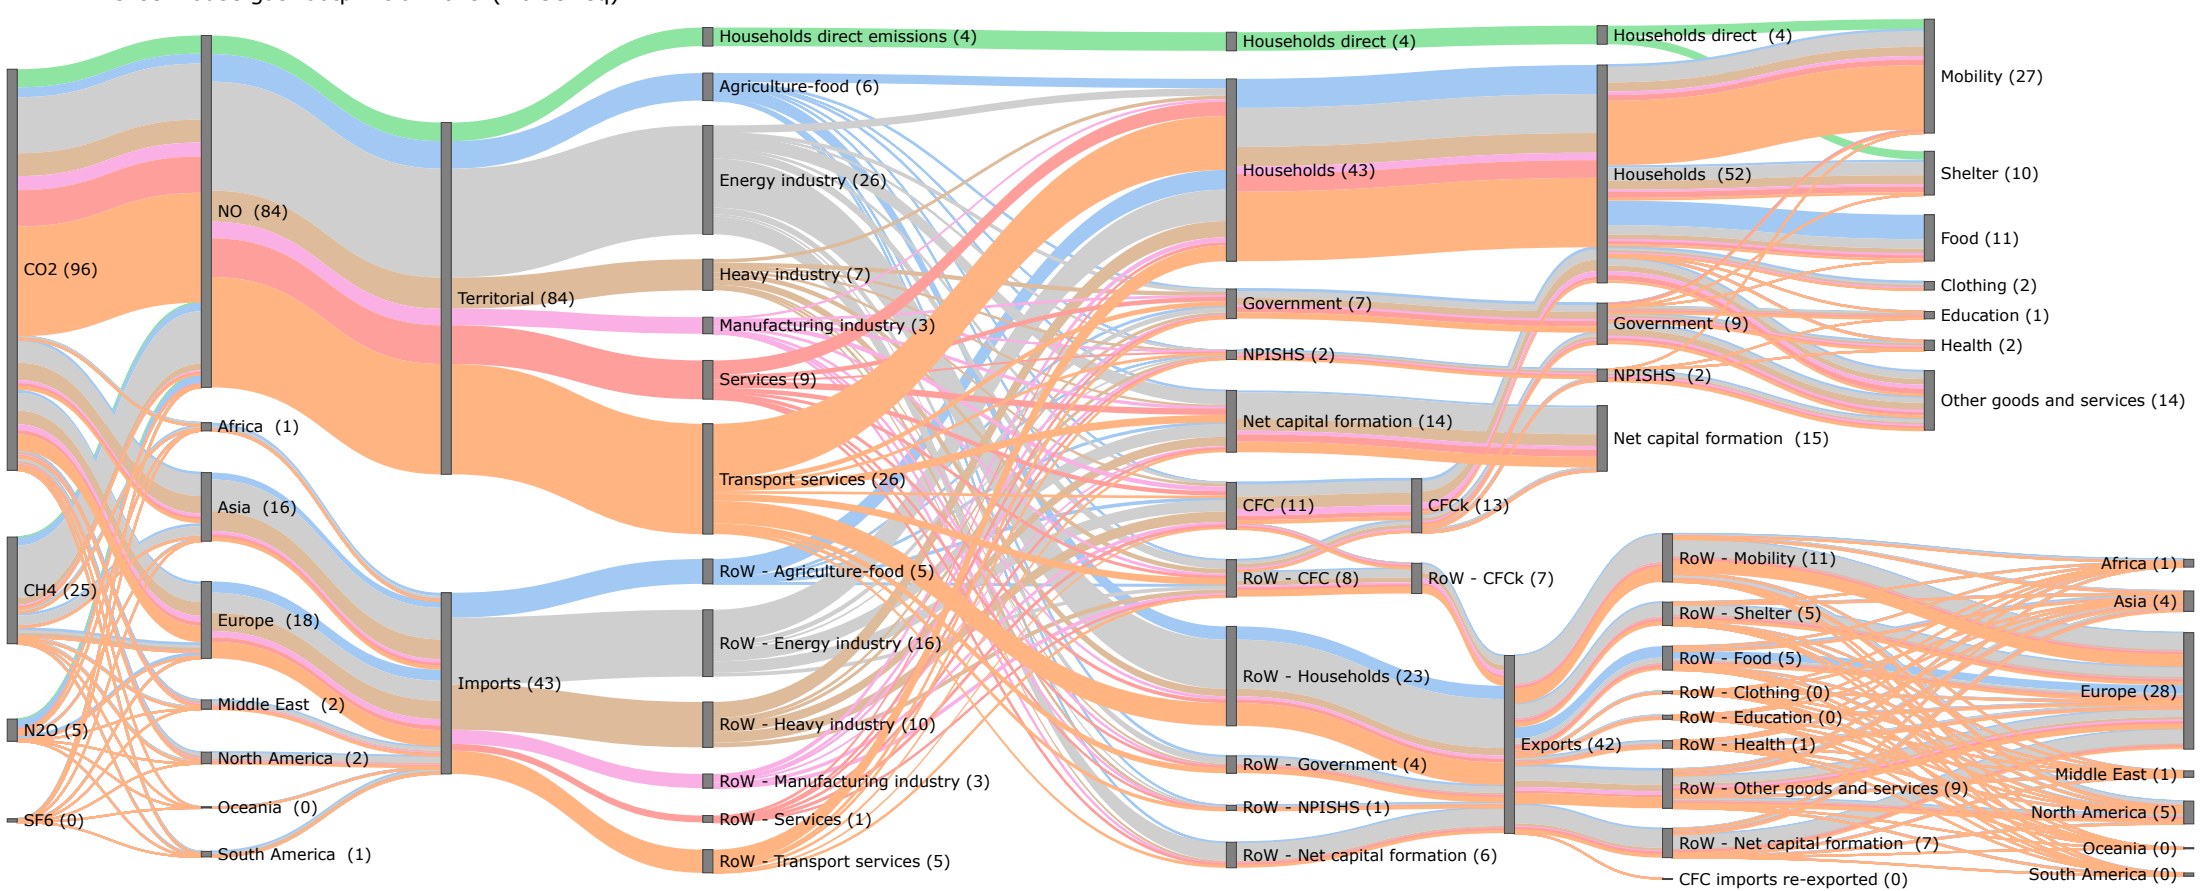 CO2 (96)
CH4 (25)
N2O (5)
SF6 (0)
NO (84)
Africa (1)
Asia (16)
Europe (18)
Middle East (2)
North America (2)
Oceania (0)
South America (1)
Territorial (84)
Imports (43)
Households direct emissions (4)
Agriculture-food (6)
Energy industry (26)
Heavy industry (7)
Manufacturing industry (3)
Services (9)
Transport services (26)
RoW - Agriculture-food (5)
RoW - Energy industry (16)
RoW - Heavy industry (10)
RoW - Manufacturing industry (3)
RoW - Services (1)
RoW - Transport services (5)
Households direct (4)
Households (43)
Government (7)
NPISHS (2)
Net capital formation (14)
CFC (11)
RoW - CFC (8)
RoW - Households (23)
RoW - Government (4)
RoW - NPISHS (1)
RoW - Net capital formation (6)
CFCk (13)
RoW - CFCk (7)
Exports (42)
Households direct (4)
Households (52)
Government (9)
NPISHS (2)
Net capital formation (15)
RoW - Mobility (11)
RoW - Shelter (5)
RoW - Food (5)
RoW - Clothing (0)
RoW - Education (0)
RoW - Health (1)
RoW - Other goods and services (9)
RoW - Net capital formation (7)
CFC imports re-exported (0)
Mobility (27)
Shelter (10)
Food (11)
Clothing (2)
Education (1)
Health (2)
Other goods and services (14)
Africa (1)
Asia (4)
Europe (28)
Middle East (1)
North America (5)
Oceania (0)
South America (0)